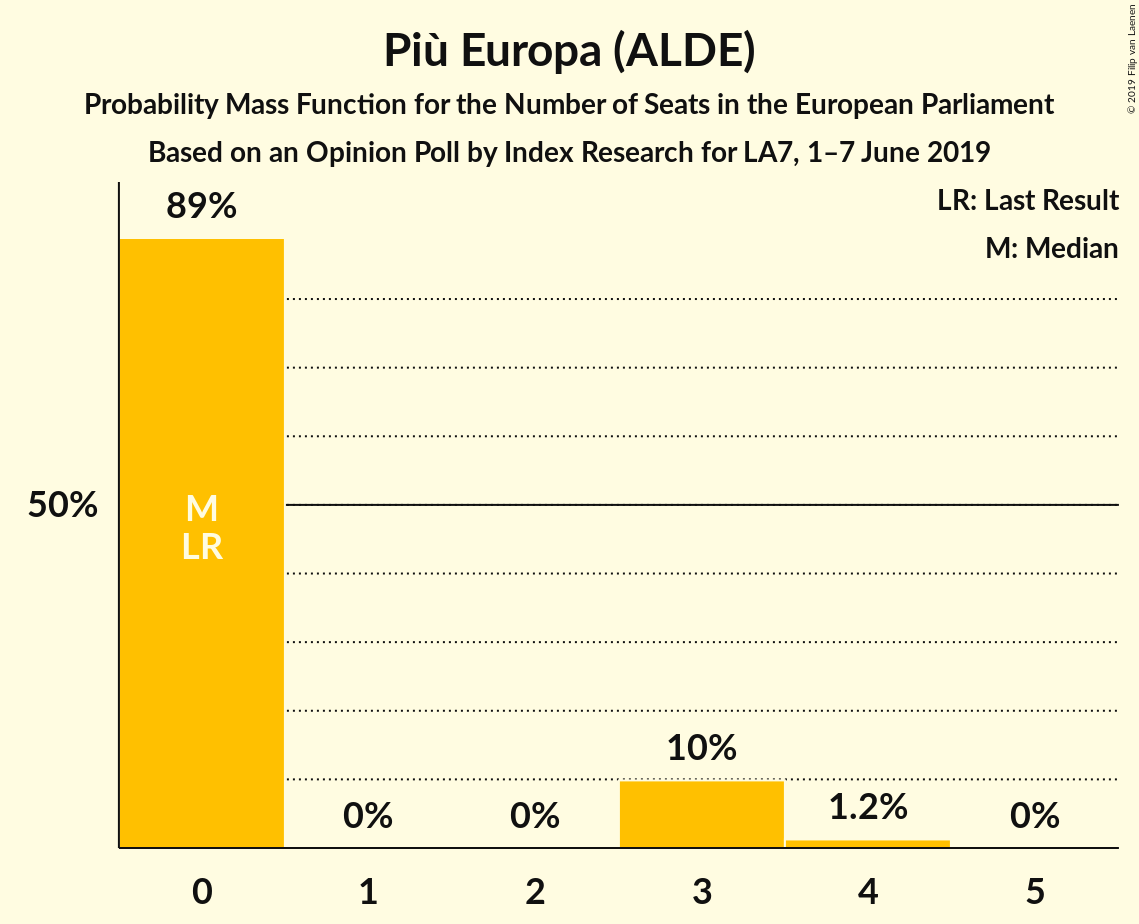 Più Europa (ALDE)
Probability Mass Function for the Number of Seats in the European Parliament
Based on an Opinion Poll by Index Research for LA7, 1–7 June 2019
© 2019 Filip van Laenen
LR: Last Result
M: Median
89%
50%
M
LR
10%
0%
0%
1.2%
0%
0
1
2
3
4
5